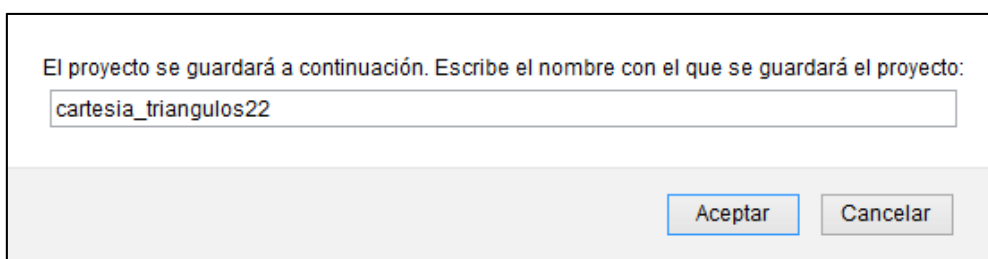 El proyecto se guardará a continuación. Escribe el nombre con el que se guardará el proyecto:
cartesia_triangulos22
Aceptar
Cancelar